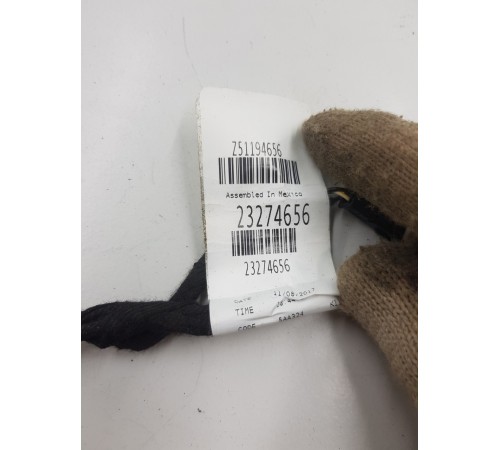 Z51194656
Assembled In Mexico
23274656
23274656
TIME
CODE